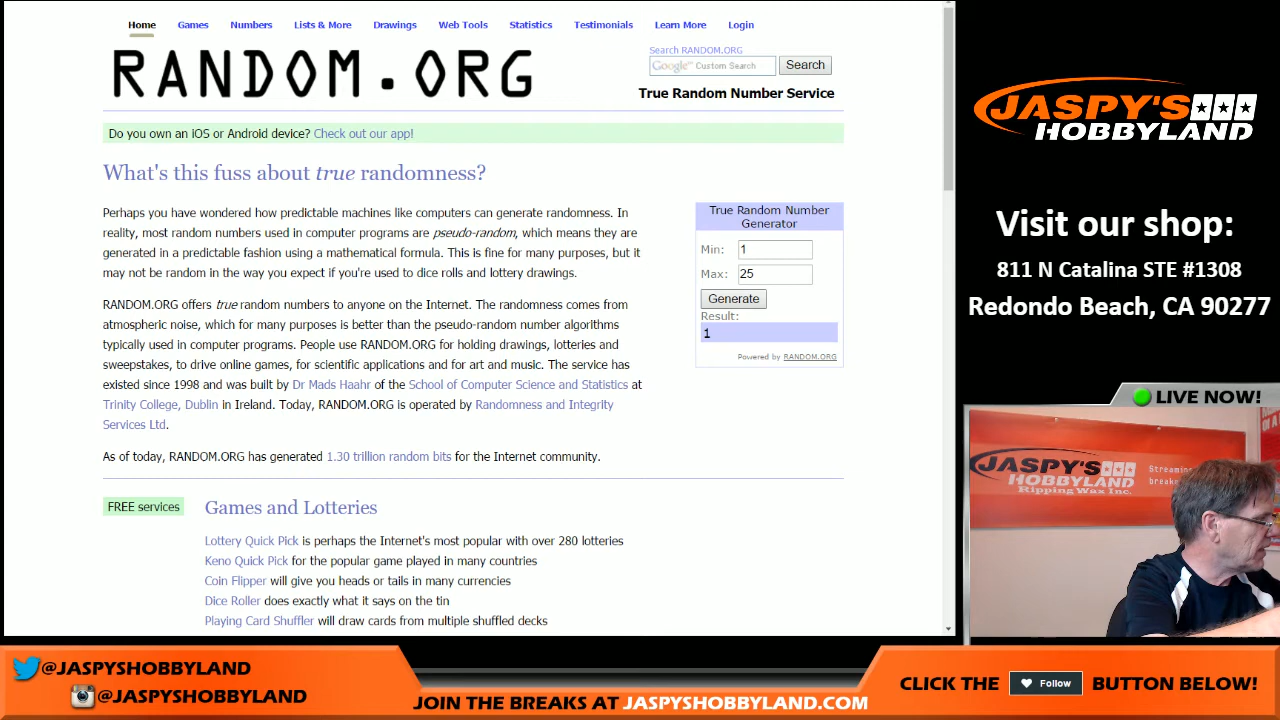 Home Games Numbers Lists & More Drawings Web Tools Statistics Testimonials Learn More Login
RANDOM.ORG
Search RANDOM.ORG
Google™ Custom Search
Search
True Random Number Service
Do you own an iOS or Android device? Check out our app!
What's this fuss about true randomness?
Perhaps you have wondered how predictable machines like computers can generate randomness. In
reality, most random numbers used in computer programs are pseudo-random, which means they are
generated in a predictable fashion using a mathematical formula. This is fine for many purposes, but it
may not be random in the way you expect if you're used to dice rolls and lottery drawings.
RANDOM.ORG offers true random numbers to anyone on the Internet. The randomness comes from
atmospheric noise, which for many purposes is better than the pseudo-random number algorithms
typically used in computer programs. People use RANDOM.ORG for holding drawings, lotteries and
sweepstakes, to drive online games, for scientific applications and for art and music. The service has
existed since 1998 and was built by Dr Mads Haahr of the School of Computer Science and Statistics at
Trinity College, Dublin in Ireland. Today, RANDOM.ORG is operated by Randomness and Integrity
Services Ltd.
As of today, RANDOM.ORG has generated 1.30 trillion random bits for the Internet community.
True Random Number
Generator
Min: 1
Max: 25
Generate
Result:
1
Powered by RANDOM.ORG
FREE services
Games and Lotteries
Lottery Quick Pick is perhaps the Internet's most popular with over 280 lotteries
Keno Quick Pick for the popular game played in many countries
Coin Flipper will give you heads or tails in many currencies
Dice Roller does exactly what it says on the tin
Playing Card Shuffler will draw cards from multiple shuffled decks
JASPY'S
HOBBYLAND
Visit our shop:
811 N Catalina STE #1308
Redondo Beach, CA 90277
LIVE NOW!
JASPY'S
HOBBYLAND
Ripping Wax Inc.
Streaming
@JASPYSHOBBYLAND
@JASPYSHOBBYLAND
JOIN THE BREAKS AT JASPYSHOBBYLAND.COM
CLICK THE Follow BUTTON BELOW!